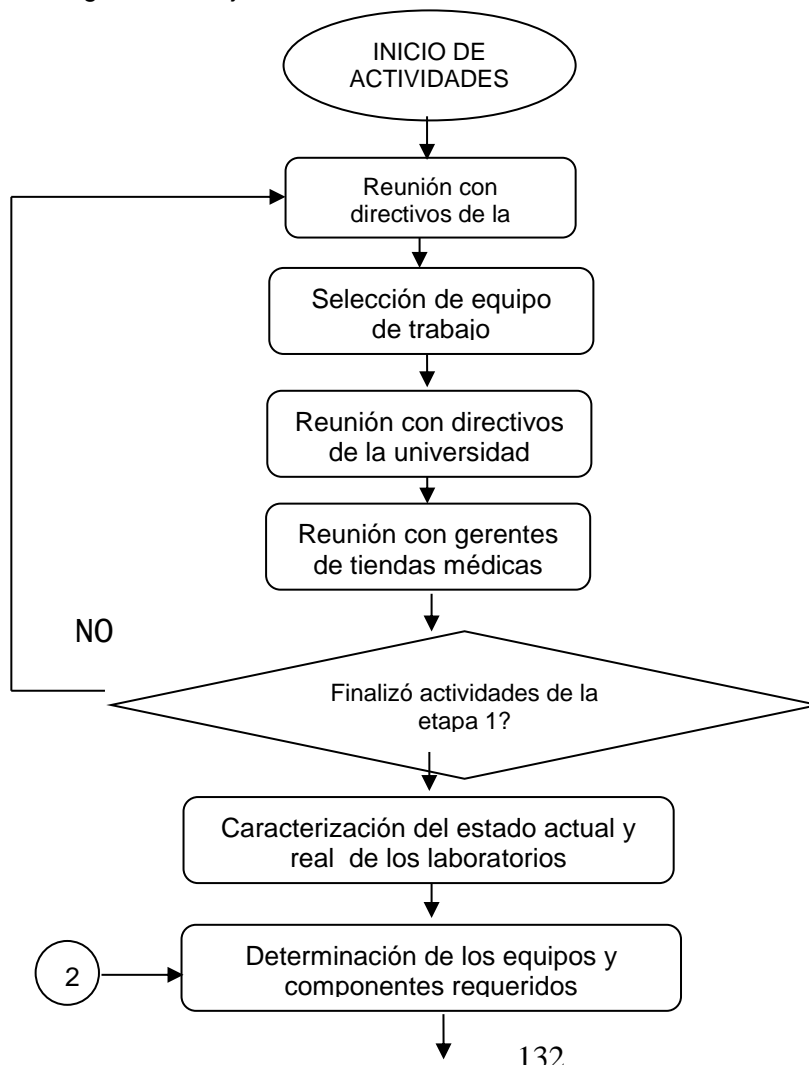 INICIO DE
ACTIVIDADES
Reunión con
directivos de la
Selección de equipo
de trabajo
Reunión con directivos
de la universidad
Reunión con gerentes
de tiendas médicas
NO
Finalizó actividades de la
etapa 1?
Caracterización del estado actual y
real de los laboratorios
2
Determinación de los equipos y
componentes requeridos
132